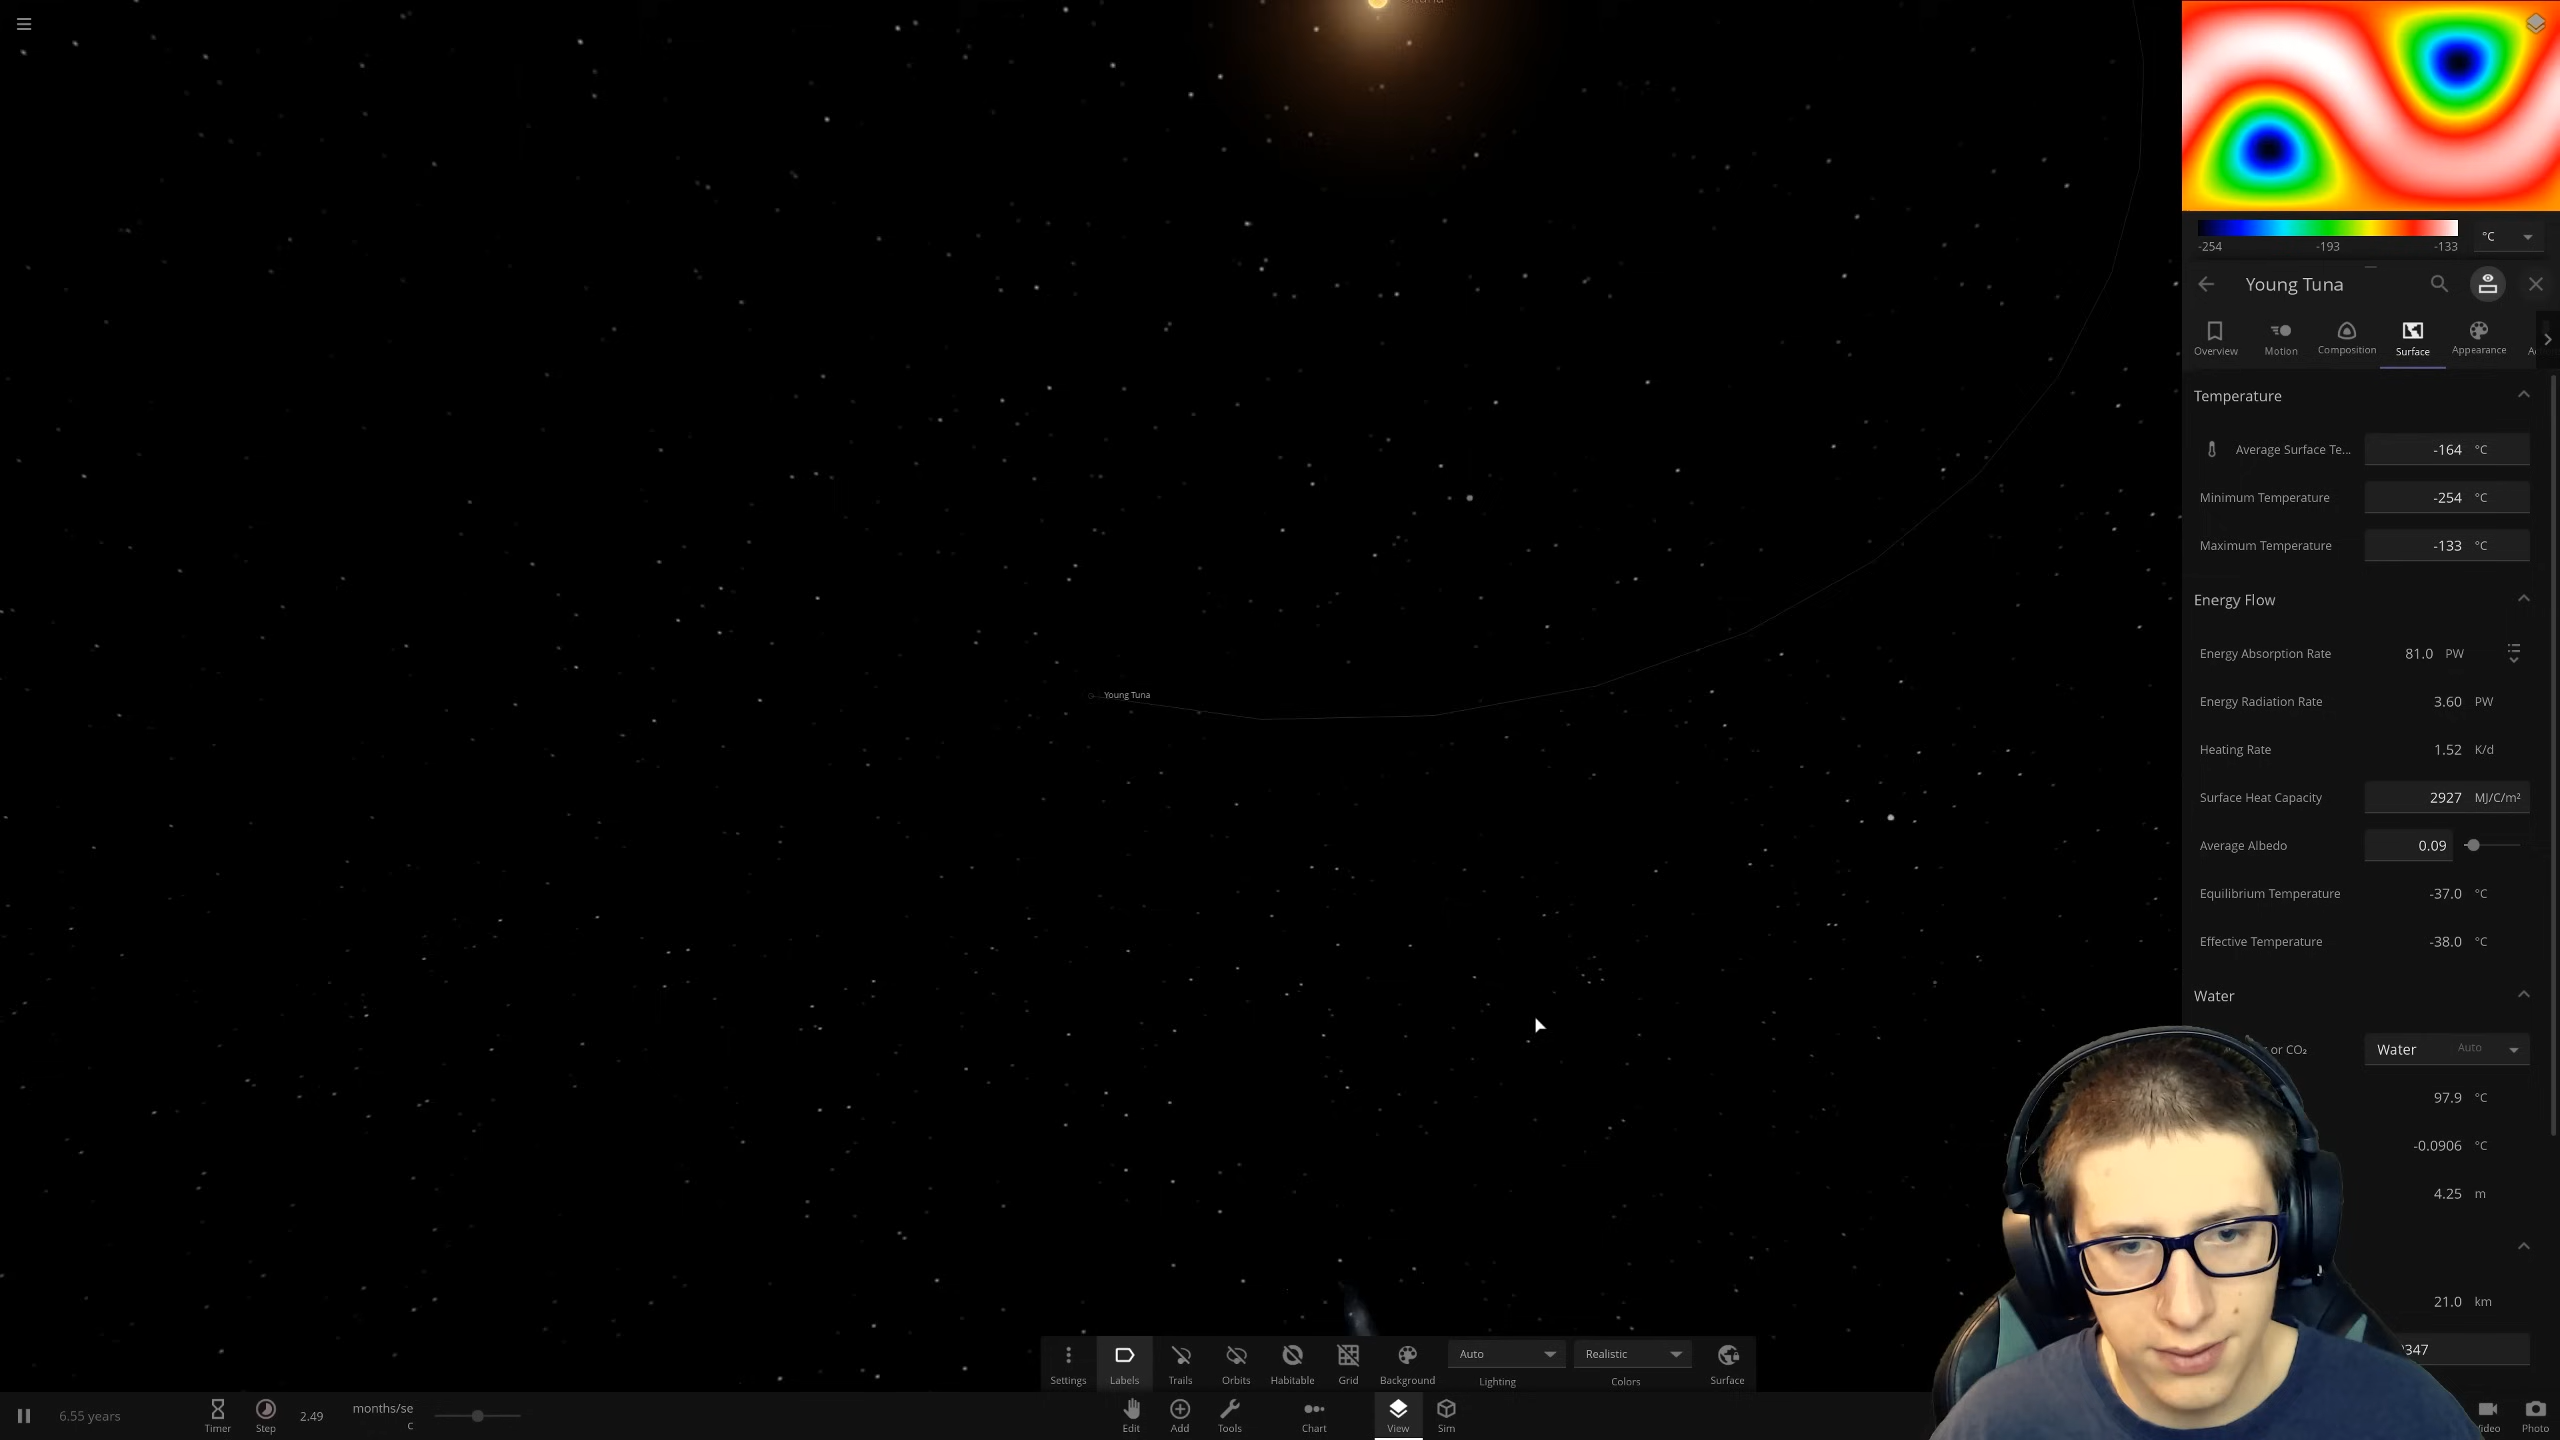 -254
-193
-133
°C
Young Tuna
Overview
Motion
Composition
Surface
Appearance
Temperature
Average Surface Te...
-164 °C
Minimum Temperature
-254 °C
Maximum Temperature
-133 °C
Energy Flow
Energy Absorption Rate
81.0 PW
Energy Radiation Rate
3.60 PW
Heating Rate
1.52 K/d
Surface Heat Capacity
2927 MJ/C/m²
Average Albedo
0.09
Equilibrium Temperature
-37.0 °C
Effective Temperature
-38.0 °C
Water
or CO₂
Water Auto
97.9 °C
-0.0906 °C
4.25 m
21.0 km
347
Young Tuna
Settings
Labels
Trails
Orbits
Habitable
Grid
Background
Auto
Lighting
Realistic
Colors
Surface
6.55 years
Timer
Step
2.49
months/se
c
Edit
Add
Tools
Chart
View
Sim
Video
Photo